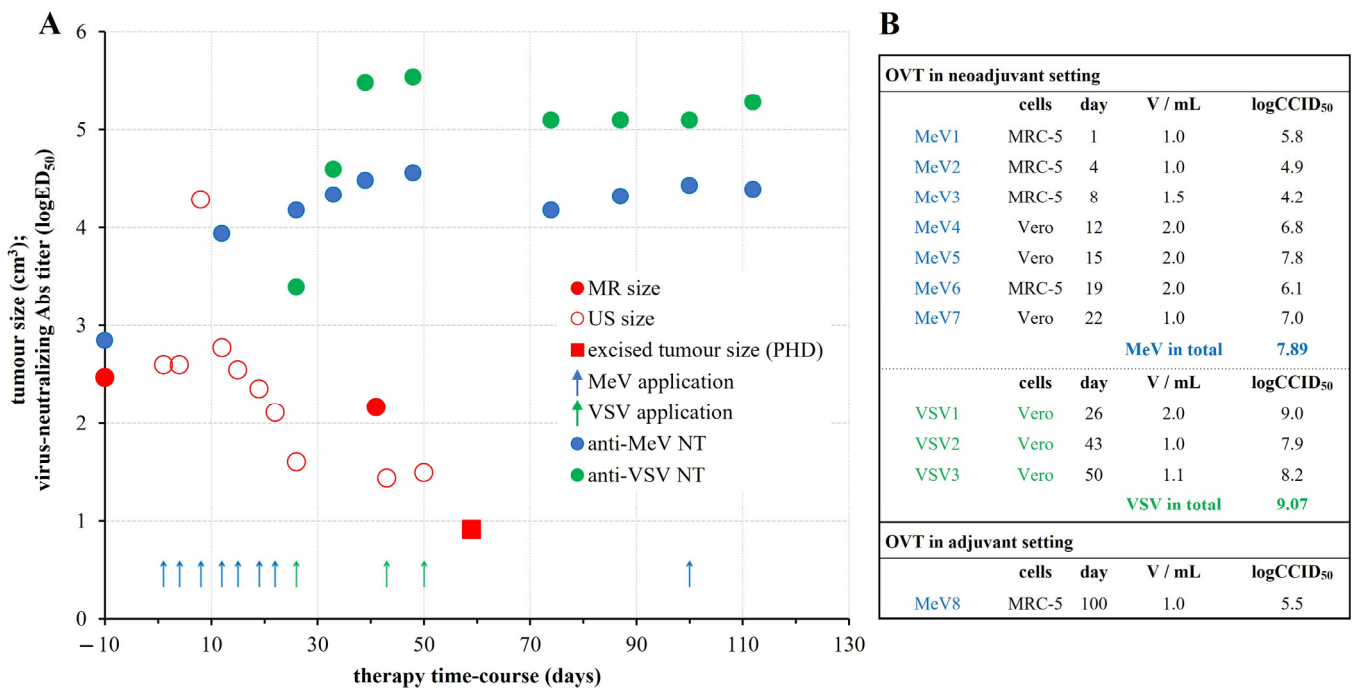 A
tumour size (cm³);
virus-neutralizing Abs titer (logED₅₀)
6
5
4
3
2
1
0
−10
10
30
50
70
90
110
130
therapy time-course (days)
MR size
US size
excised tumour size (PHD)
MeV application
VSV application
anti-MeV NT
anti-VSV NT
B
OVT in neoadjuvant setting
cells day V / mL logCCID₅₀
MeV1 MRC-5 1 1.0 5.8
MeV2 MRC-5 4 1.0 4.9
MeV3 MRC-5 8 1.5 4.2
MeV4 Vero 12 2.0 6.8
MeV5 Vero 15 2.0 7.8
MeV6 MRC-5 19 2.0 6.1
MeV7 Vero 22 1.0 7.0
MeV in total 7.89
cells day V / mL logCCID₅₀
VSV1 Vero 26 2.0 9.0
VSV2 Vero 43 1.0 7.9
VSV3 Vero 50 1.1 8.2
VSV in total 9.07
OVT in adjuvant setting
cells day V / mL logCCID₅₀
MeV8 MRC-5 100 1.0 5.5